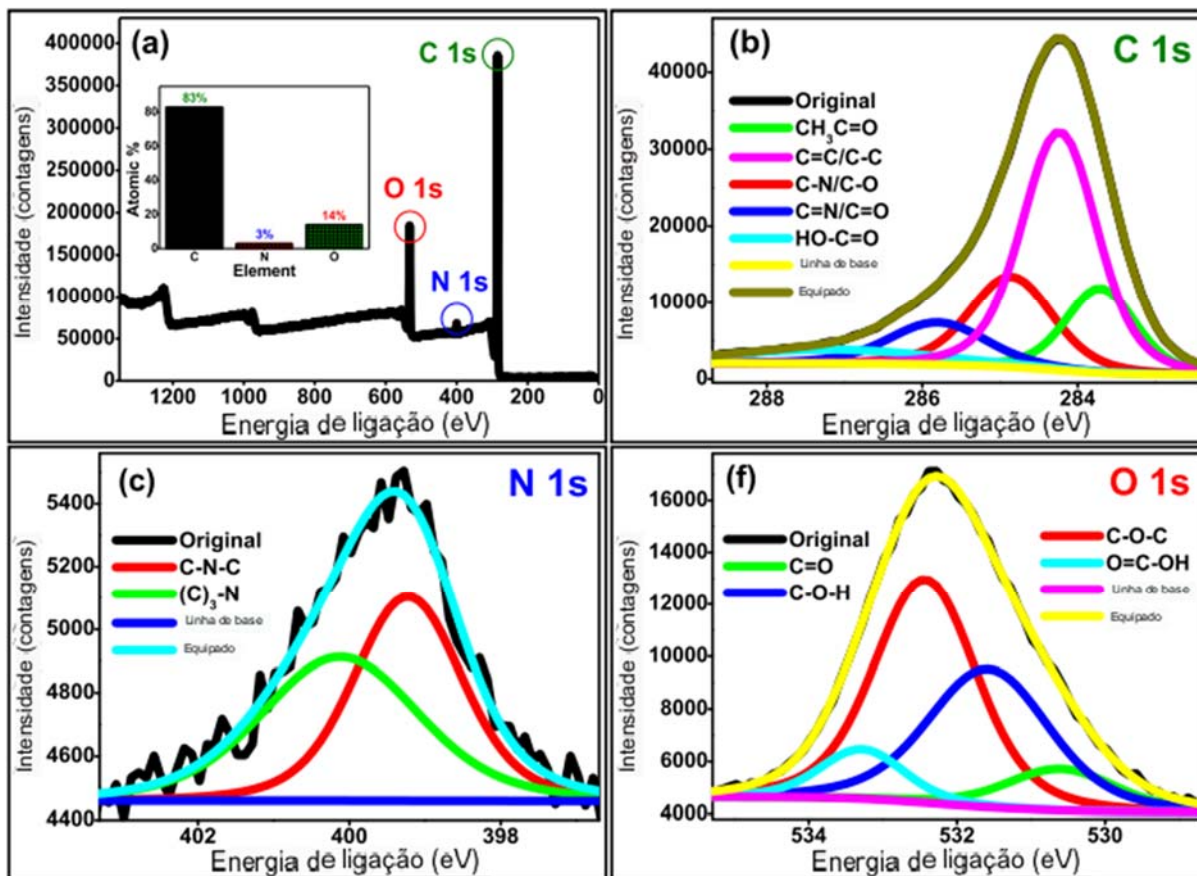 (a)
C 1s
O 1s
N 1s
Intensidade (contagens)
400000
350000
300000
250000
200000
150000
100000
50000
0
Atomic %
80
60
40
20
0
83%
3%
14%
C N O
Element
1200 1000 800 600 400 200 0
Energia de ligação (eV)
(b)
C 1s
Intensidade (contagens)
40000
30000
20000
10000
0
Original
CH₃C=O
C=C/C-C
C-N/C-O
C=N/C=O
HO-C=O
Linha de base
Equipado
288 286 284
Energia de ligação (eV)
(c)
N 1s
Intensidade (contagens)
5400
5200
5000
4800
4600
4400
Original
C-N-C
(C)₃-N
Linha de base
Equipado
402 400 398
Energia de ligação (eV)
(f)
O 1s
Intensidade (contagens)
16000
14000
12000
10000
8000
6000
4000
Original
C=O
C-O-H
C-O-C
O=C-OH
Linha de base
Equipado
534 532 530
Energia de ligação (eV)